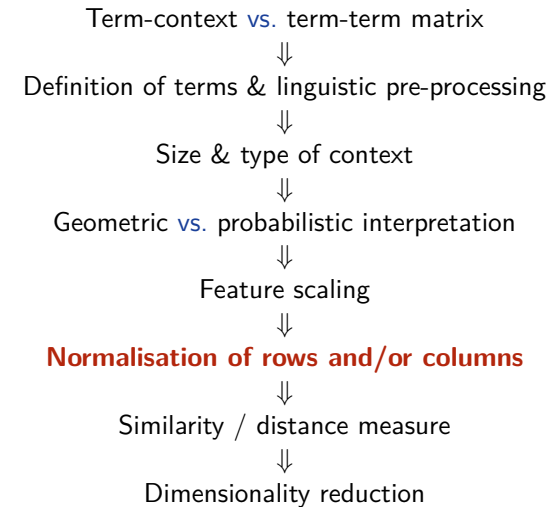 Term-context vs. term-term matrix
⇓
Definition of terms & linguistic pre-processing
⇓
Size & type of context
⇓
Geometric vs. probabilistic interpretation
⇓
Feature scaling
⇓
Normalisation of rows and/or columns
⇓
Similarity / distance measure
⇓
Dimensionality reduction